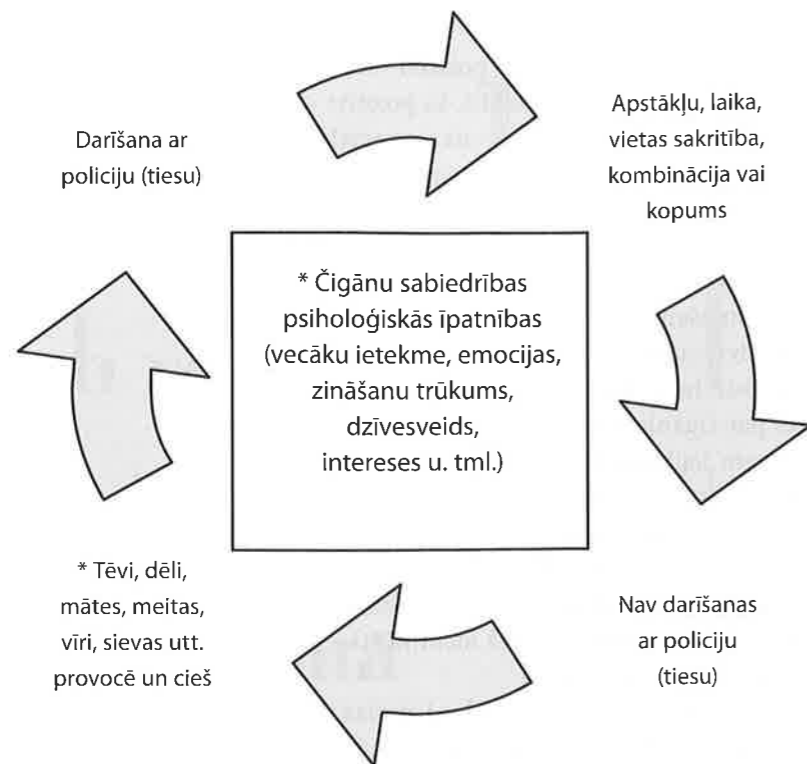 Darīšana ar
policiju (tiesu)
Apstākļu, laika,
vietas sakritība,
kombinācija vai
kopums
* Čigānu sabiedrības
psiholoģiskās īpatnības
(vecāku ietekme, emocijas,
zināšanu trūkums,
dzīvesveids,
intereses u. tml.)
* Tēvi, dēli,
mātes, meitas,
vīri, sievas utt.
provocē un cieš
Nav darīšanas
ar policiju
(tiesu)